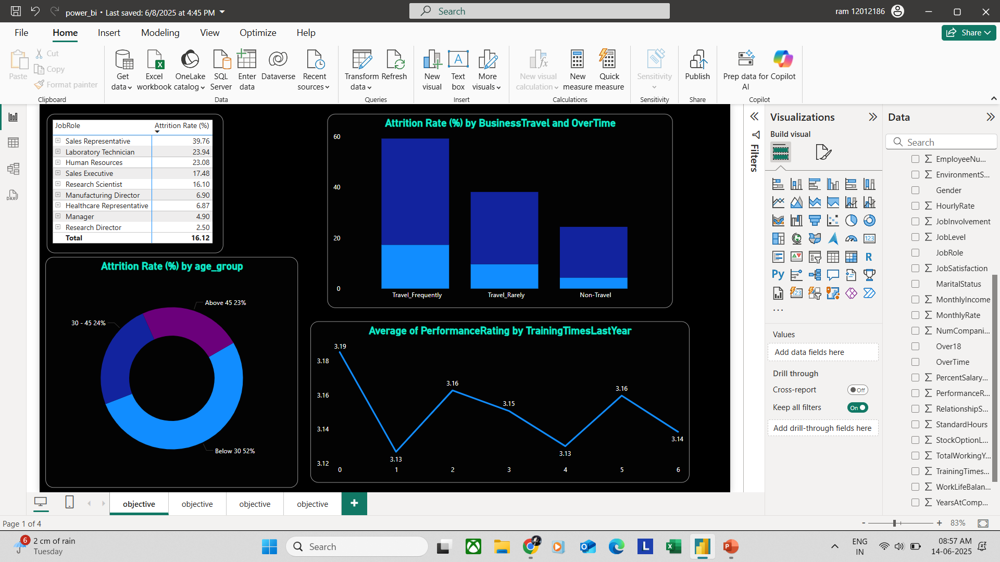 power_bi • Last saved: 6/8/2025 at 4:45 PM
Search
ram 12012186
File
Home
Insert
Modeling
View
Optimize
Help
Share
Paste
Cut
Copy
Format painter
Clipboard
Get data
Excel workbook
OneLake catalog
SQL Server
Enter data
Dataverse
Recent sources
Data
Transform data
Refresh
Queries
New visual
Text box
More visuals
Insert
New visual calculation
New measure
Quick measure
Calculations
Sensitivity
Sensitivity
Publish
Share
Prep data for AI
Copilot
Copilot
JobRole Attrition Rate (%)
Sales Representative 39.76
Laboratory Technician 23.94
Human Resources 23.08
Sales Executive 17.48
Research Scientist 16.10
Manufacturing Director 6.90
Healthcare Representative 6.87
Manager 4.90
Research Director 2.50
Total 16.12
Attrition Rate (%) by BusinessTravel and OverTime
60
40
20
0
Travel_Frequently
Travel_Rarely
Non-Travel
Attrition Rate (%) by age_group
Above 45 23%
30 - 45 24%
Below 30 52%
Average of PerformanceRating by TrainingTimesLastYear
3.18
3.16
3.14
3.12
3.19
3.13
3.16
3.15
3.13
3.16
3.14
0 1 2 3 4 5 6
Filters
Visualizations
Build visual
123
R
Py
123
...
Values
Add data fields here
Drill through
Cross-report
Off
Keep all filters
On
Add drill-through fields here
Data
Search
EmployeeNu...
EnvironmentS...
Gender
HourlyRate
JobInvolvement
JobLevel
JobRole
JobSatisfaction
MaritalStatus
MonthlyIncome
MonthlyRate
NumCompani...
Over18
OverTime
PercentSalary...
PerformanceR...
RelationshipS...
StandardHours
StockOptionL...
TotalWorkingY...
TrainingTimes...
WorkLifeBalan...
YearsAtComp...
DAX
objective
objective
objective
objective
+
Page 1 of 4
- + 83%
6
2 cm of rain
Tuesday
Search
L
ENG
IN
08:57 AM
14-06-2025